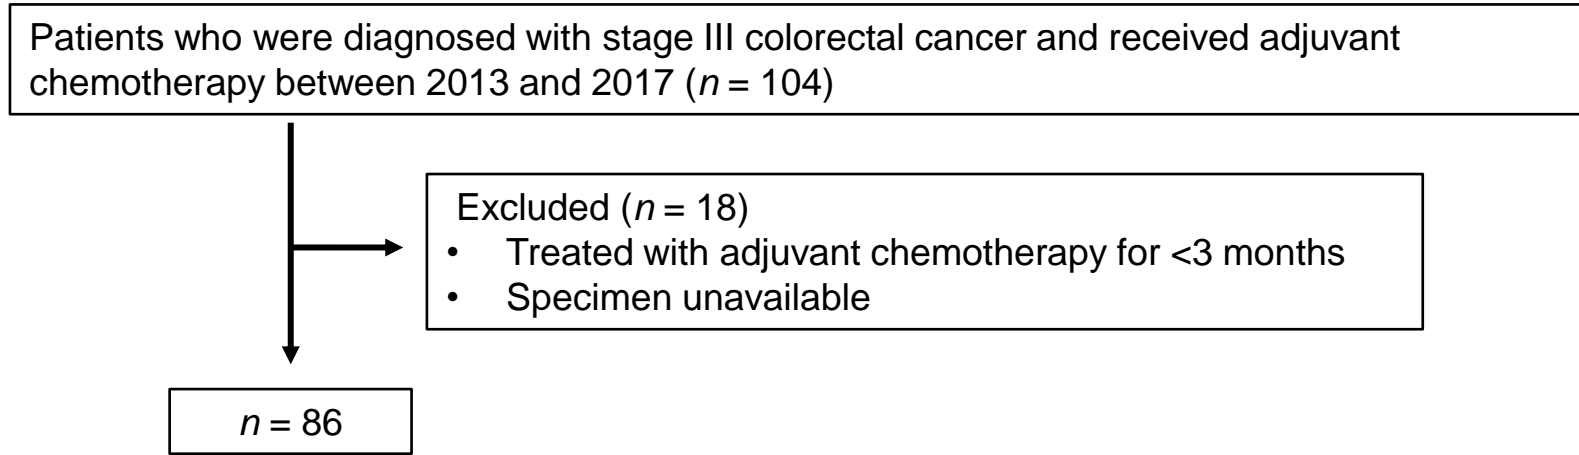 Patients who were diagnosed with stage III colorectal cancer and received adjuvant
chemotherapy between 2013 and 2017 (n = 104)
Excluded (n = 18)
• Treated with adjuvant chemotherapy for <3 months
• Specimen unavailable
n = 86